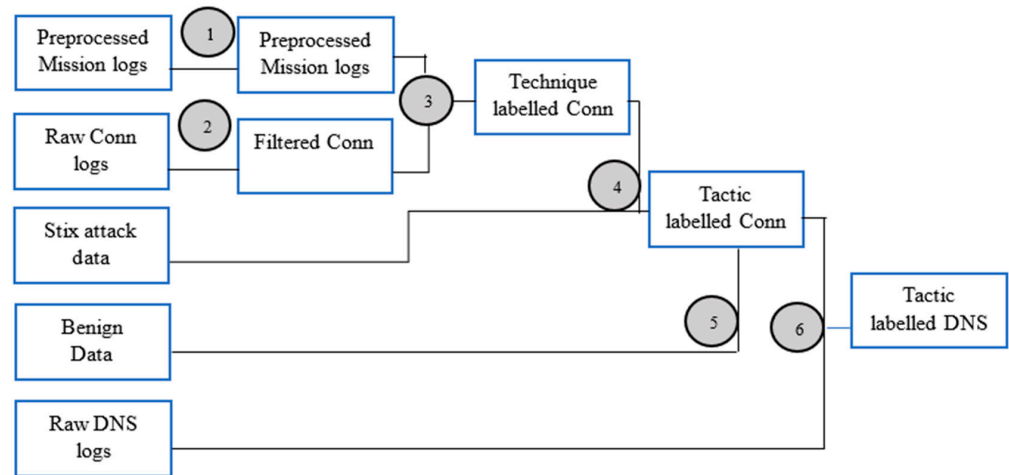 Preprocessed
Mission logs
1
Preprocessed
Mission logs
Raw Conn
logs
2
Filtered Conn
3
Technique
labelled Conn
Stix attack
data
4
Tactic
labelled Conn
Benign
Data
5
6
Tactic
labelled DNS
Raw DNS
logs